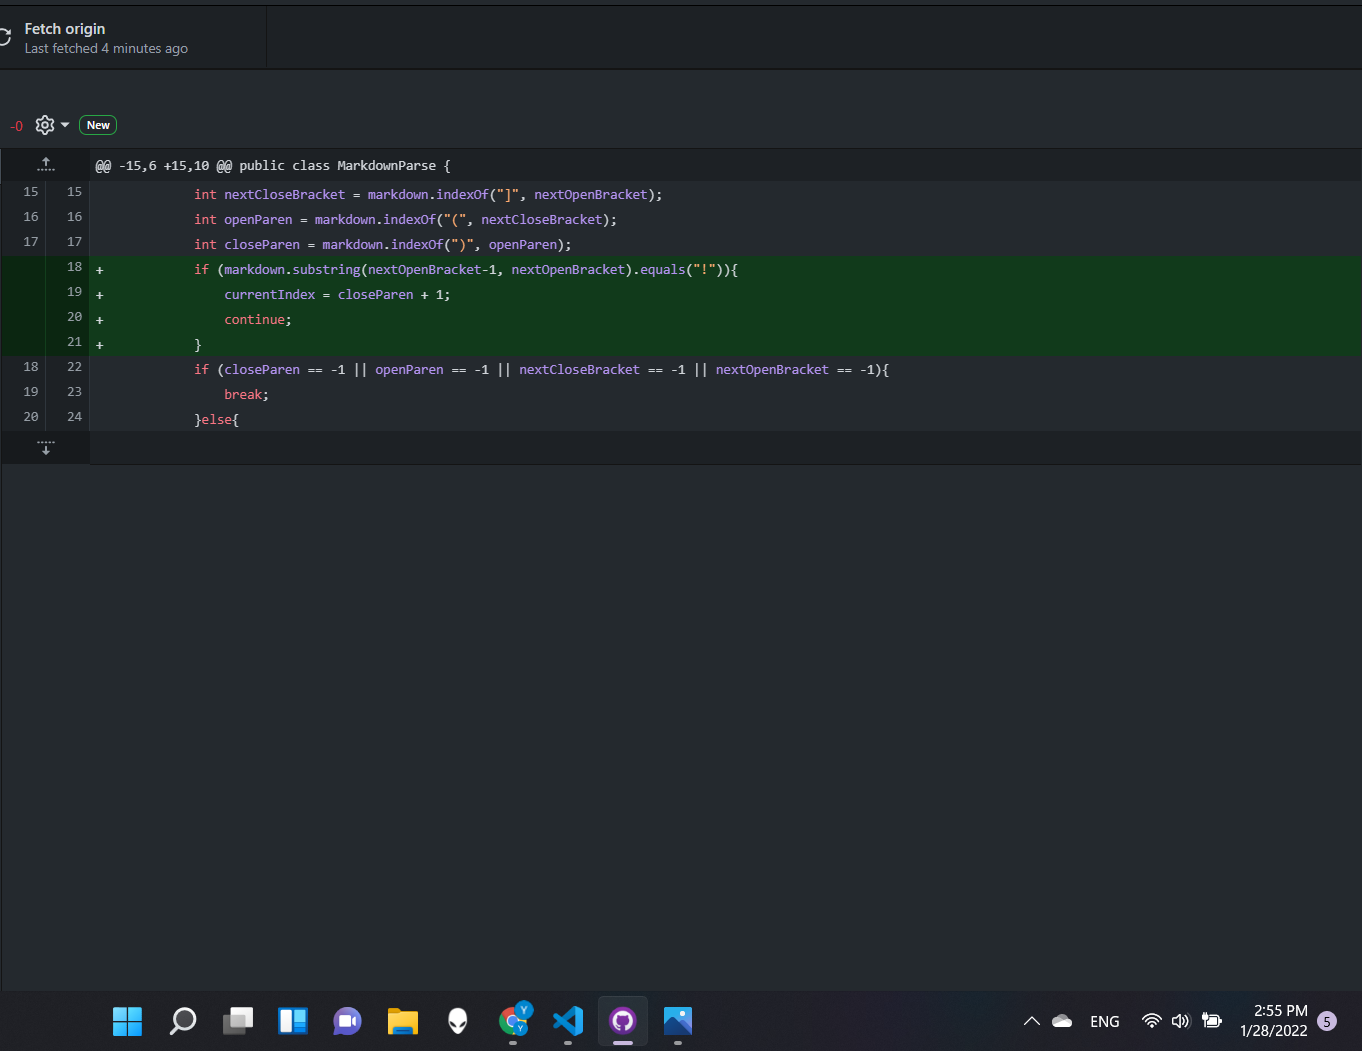 Fetch origin
Last fetched 4 minutes ago
-0 New
@@ -15,6 +15,10 @@ public class MarkdownParse {
15 15 int nextCloseBracket = markdown.indexOf("]", nextOpenBracket);
16 16 int openParen = markdown.indexOf("(", nextCloseBracket);
17 17 int closeParen = markdown.indexOf(")", openParen);
18 + if (markdown.substring(nextOpenBracket-1, nextOpenBracket).equals("!")){
19 + currentIndex = closeParen + 1;
20 + continue;
21 + }
18 22 if (closeParen == -1 || openParen == -1 || nextCloseBracket == -1 || nextOpenBracket == -1){
19 23 break;
20 24 }else{
Y
Y
ENG
2:55 PM
1/28/2022
5